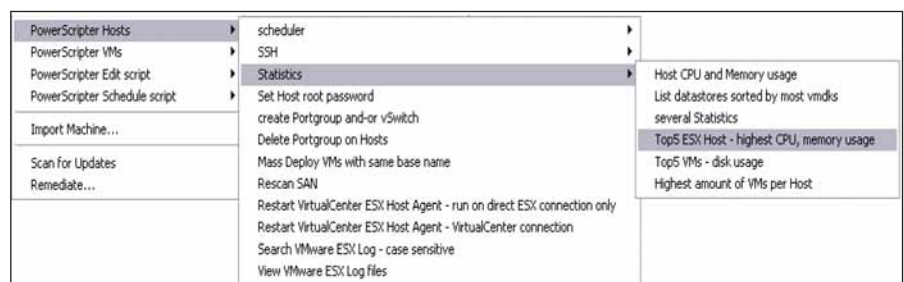 PowerScripter Hosts
PowerScripter VMs
PowerScripter Edit script
PowerScripter Schedule script
Import Machine...
Scan for Updates
Remediate...
scheduler
SSH
Statistics
Set Host root password
create Portgroup and-or vSwitch
Delete Portgroup on Hosts
Mass Deploy VMs with same base name
Rescan SAN
Restart VirtualCenter ESX Host Agent - run on direct ESX connection only
Restart VirtualCenter ESX Host Agent - VirtualCenter connection
Search VMware ESX Log - case sensitive
View VMware ESX Log files
Host CPU and Memory usage
List datastores sorted by most vmdks
several Statistics
Top5 ESX Host - highest CPU, memory usage
Top5 VMs - disk usage
Highest amount of VMs per Host